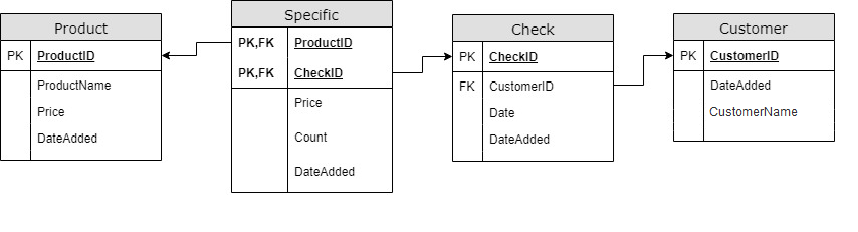 Product
PK ProductID
ProductName
Price
DateAdded
Specific
PK,FK ProductID
PK,FK CheckID
Price
Count
DateAdded
Check
PK CheckID
FK CustomerID
Date
DateAdded
Customer
PK CustomerID
DateAdded
CustomerName